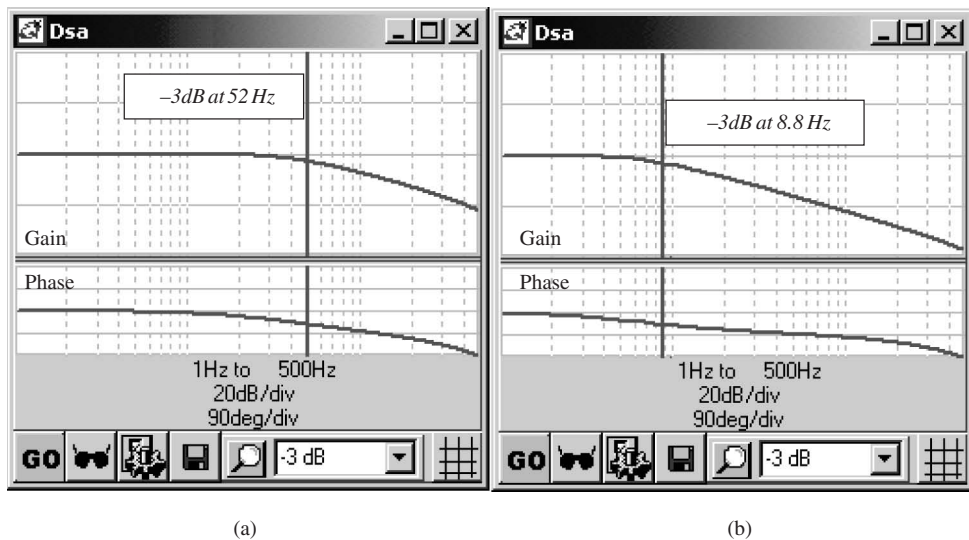 Dsa
–3dB at 52 Hz
Gain
Phase
1Hz to 500Hz
20dB/div
90deg/div
GO
-3 dB
(a)
Dsa
–3dB at 8.8 Hz
Gain
Phase
1Hz to 500Hz
20dB/div
90deg/div
GO
-3 dB
(b)